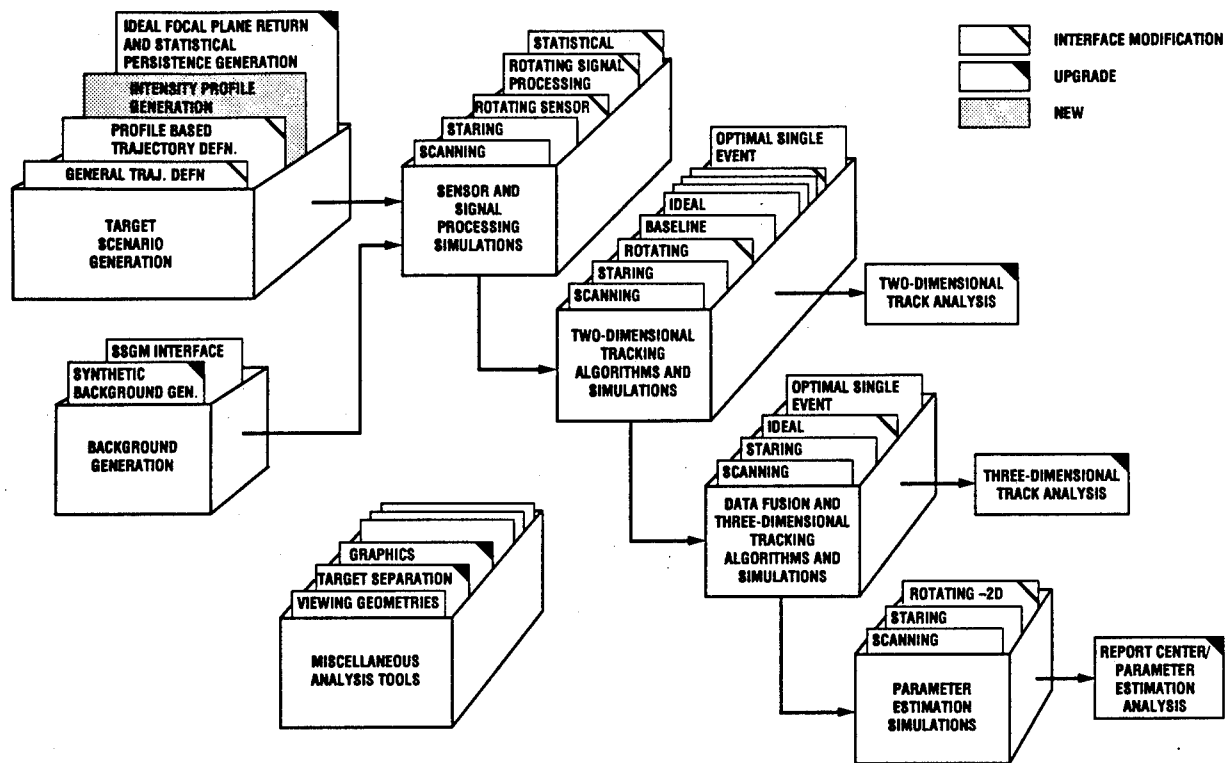 IDEAL FOCAL PLANE RETURN
AND STATISTICAL
PERSISTENCE GENERATION
INTENSITY PROFILE
GENERATION
PROFILE BASED
TRAJECTORY DEFN.
GENERAL TRAJ. DEFN
TARGET
SCENARIO
GENERATION
STATISTICAL
ROTATING SIGNAL
PROCESSING
ROTATING SENSOR
STARING
SCANNING
SENSOR AND
SIGNAL
PROCESSING
SIMULATIONS
INTERFACE MODIFICATION
UPGRADE
NEW
OPTIMAL SINGLE
EVENT
IDEAL
BASELINE
ROTATING
STARING
SCANNING
TWO-DIMENSIONAL
TRACKING
ALGORITHMS AND
SIMULATIONS
TWO-DIMENSIONAL
TRACK ANALYSIS
SSGM INTERFACE
SYNTHETIC
BACKGROUND GEN.
BACKGROUND
GENERATION
OPTIMAL SINGLE
EVENT
IDEAL
STARING
SCANNING
DATA FUSION AND
THREE-DIMENSIONAL
TRACKING
ALGORITHMS AND
SIMULATIONS
THREE-DIMENSIONAL
TRACK ANALYSIS
GRAPHICS
TARGET SEPARATION
VIEWING GEOMETRIES
MISCELLANEOUS
ANALYSIS TOOLS
ROTATING -2D
STARING
SCANNING
PARAMETER
ESTIMATION
SIMULATIONS
REPORT CENTER/
PARAMETER
ESTIMATION
ANALYSIS